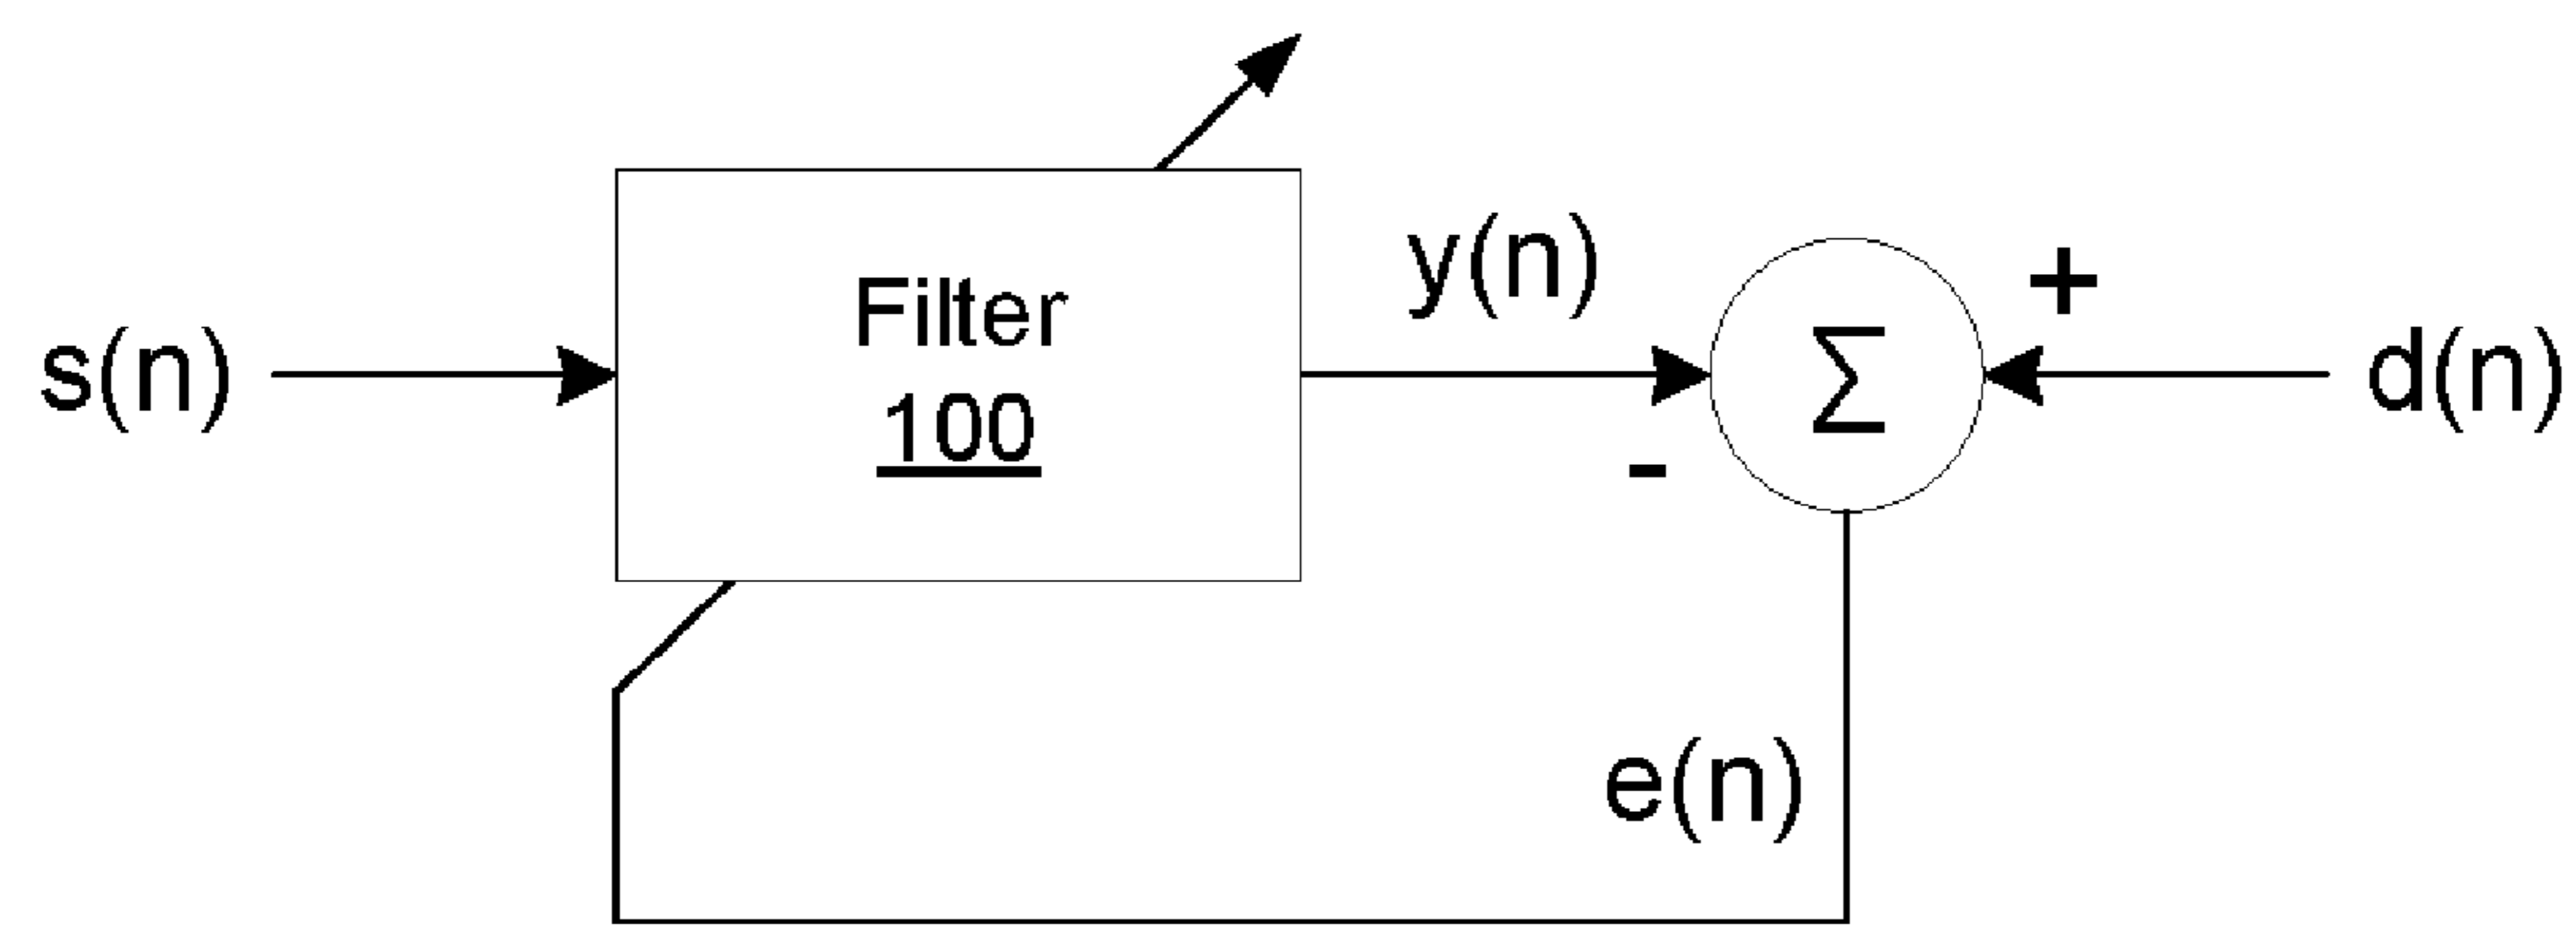 s(n)
Filter
100
y(n)
-
Σ
+
d(n)
e(n)